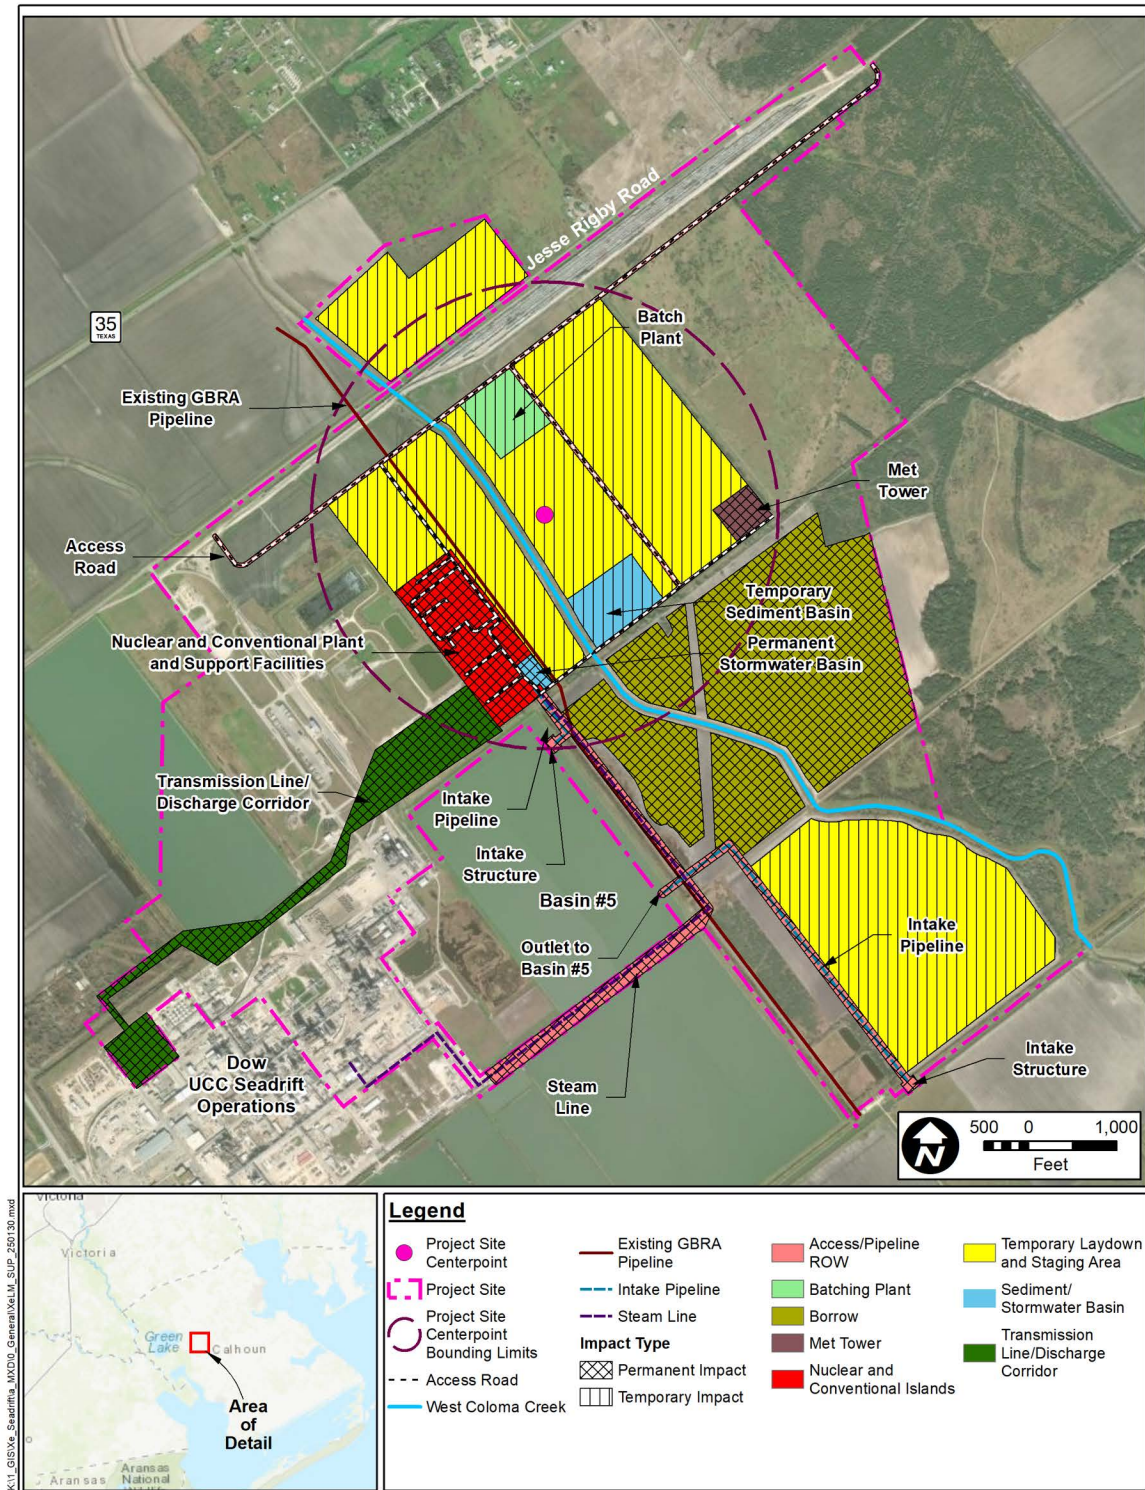 Jesse Rigby Road
35
TEXAS
Batch
Plant
Existing GBRA
Pipeline
Met
Tower
Access
Road
Temporary
Sediment Basin
Nuclear and Conventional Plant
and Support Facilities
Permanent
Stormwater Basin
Transmission Line/
Discharge Corridor
Intake
Pipeline
Intake
Structure
Basin #5
Outlet to
Basin #5
Intake
Pipeline
Dow
UCC Seadrift
Operations
Steam
Line
Intake
Structure
N
500 0 1,000
Feet
Victoria
Victoria
Green
Lake
Calhoun
Area
of
Detail
Aransas
Aransas
National
Legend
Project Site
Centerpoint
Project Site
Project Site
Centerpoint
Bounding Limits
Access Road
West Coloma Creek
Existing GBRA
Pipeline
Intake Pipeline
Steam Line
Impact Type
Permanent Impact
Temporary Impact
Access/Pipeline
ROW
Batching Plant
Borrow
Met Tower
Nuclear and
Conventional Islands
Temporary Laydown
and Staging Area
Sediment/
Stormwater Basin
Transmission
Line/Discharge
Corridor